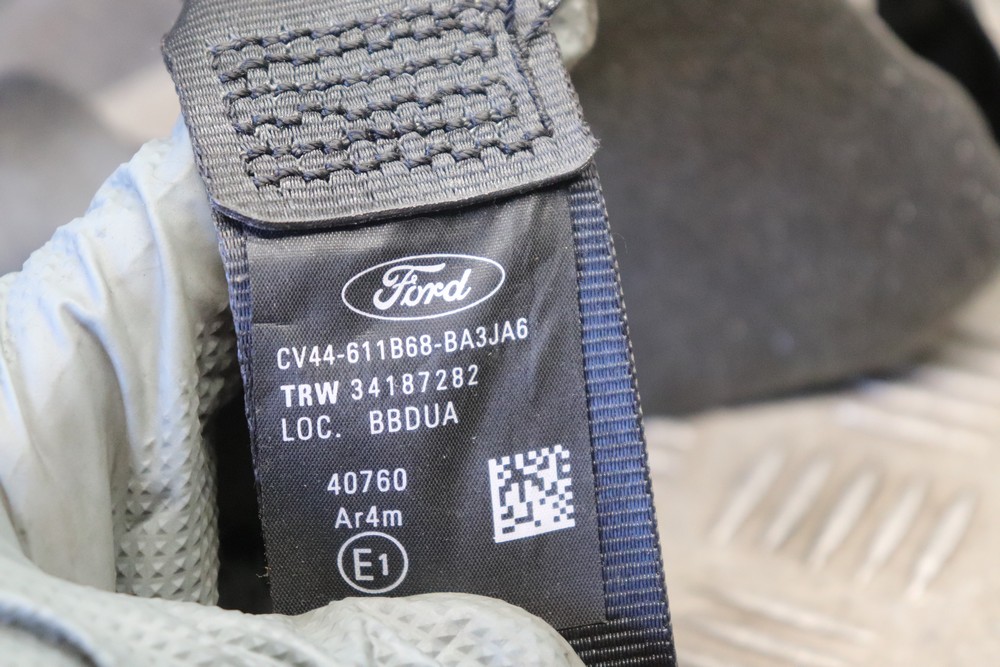 Ford
CV44-611B68-BA3JA6
TRW 34187282
LOC. BBDUA
40760
Ar4m
E1